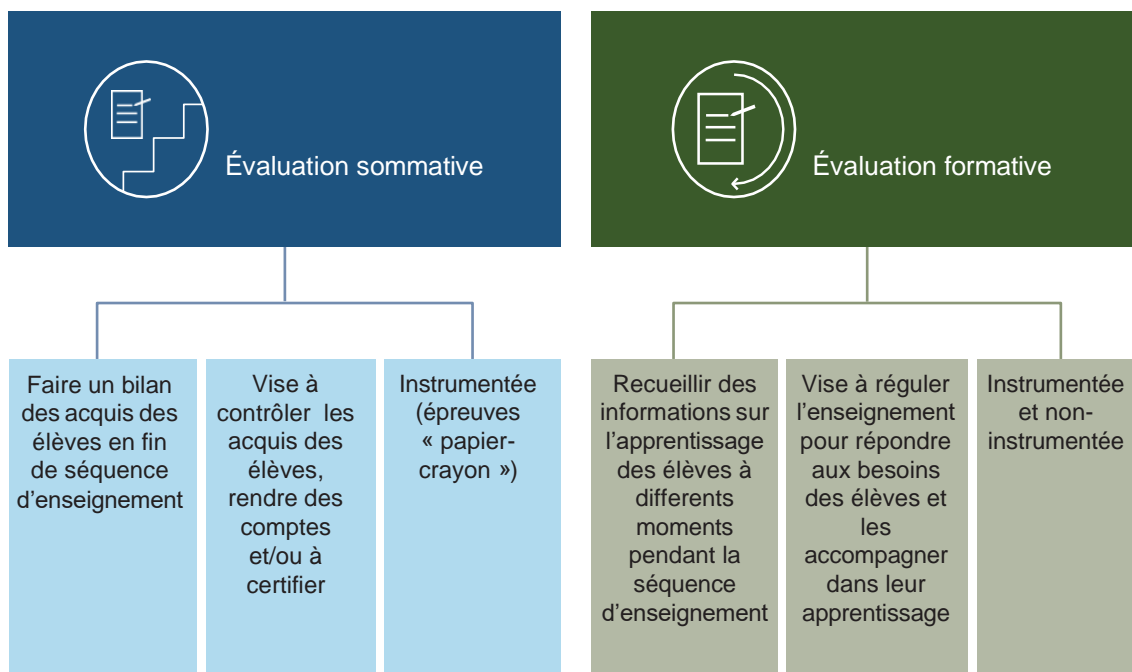 Évaluation sommative
Faire un bilan
des acquis des
élèves en fin
de séquence
d’enseignement
Vise à
contrôler les
acquis des
élèves,
rendre des
comptes
et/ou à
certifier
Instrumentée
(épreuves
« papier-
crayon »)
Évaluation formative
Recueillir des
informations sur
l’apprentissage
des élèves à
differents
moments
pendant la
séquence
d’enseignement
Vise à réguler
l’enseignement
pour répondre
aux besoins
des élèves et
les
accompagner
dans leur
apprentissage
Instrumentée
et non-
instrumentée